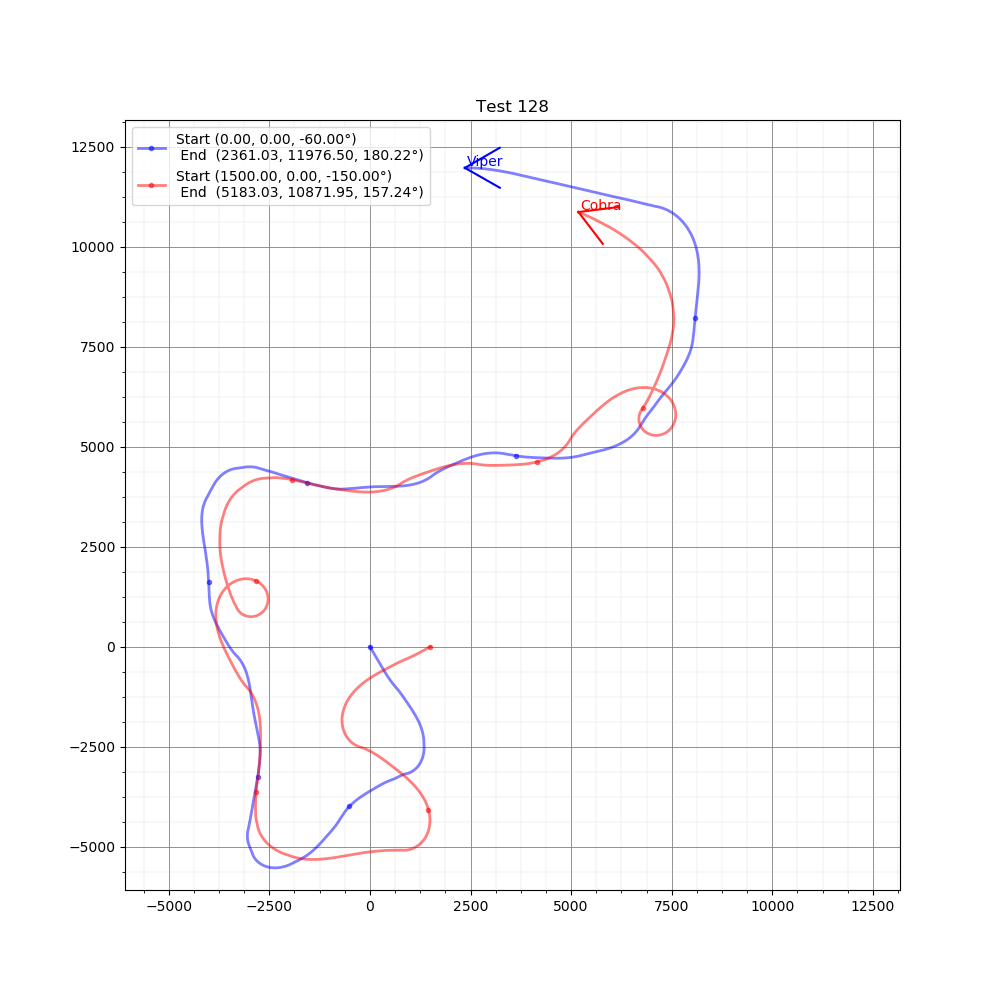 Test 128
Start (0.00, 0.00, -60.00°)
End (2361.03, 11976.50, 180.22°)
Start (1500.00, 0.00, -150.00°)
End (5183.03, 10871.95, 157.24°)
Viper
Cobra
12500
10000
7500
5000
2500
0
−2500
−5000
−5000 −2500 0 2500 5000 7500 10000 12500